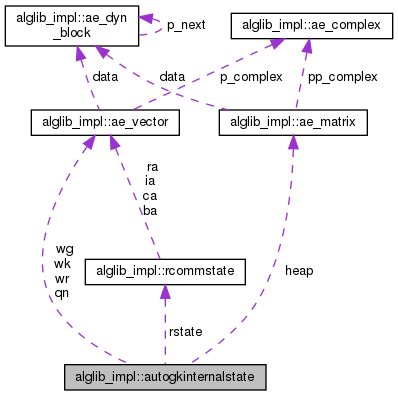 alglib_impl::ae_dyn
_block
p_next
alglib_impl::ae_complex
data
data
p_complex
pp_complex
alglib_impl::ae_vector
alglib_impl::ae_matrix
ra
ia
ca
ba
wg
wk
wr
qn
alglib_impl::rcommstate
heap
rstate
alglib_impl::autogkinternalstate